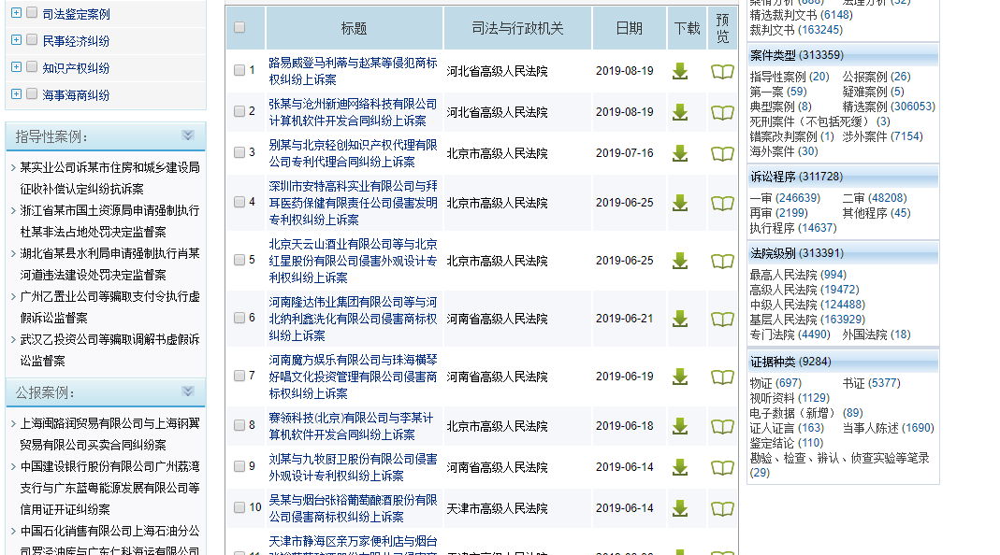 司法鉴定案例
民事经济纠纷
知识产权纠纷
海事海商纠纷
指导性案例：
某实业公司诉某市住房和城乡建设局
征收补偿认定纠纷抗诉案
浙江省某市国土资源局申请强制执行
杜某非法占地处罚决定监督案
湖北省某县水利局申请强制执行肖某
河道违法建设处罚决定监督案
广州乙置业公司等骗取支付令执行虚
假诉讼监督案
武汉乙投资公司等骗取调解书虚假诉
讼监督案
公报案例：
上海闽路润贸易有限公司与上海钢翼
贸易有限公司买卖合同纠纷案
中国建设银行股份有限公司广州荔湾
支行与广东蓝粤能源发展有限公司等
信用证开证纠纷案
中国石化销售有限公司上海石油分公
司罗泾油库与广东仁科海运有限公司
标题 司法与行政机关 日期 下载 预
览
1 路易威登马利蒂与赵某等侵犯商标
权纠纷上诉案 河北省高级人民法院 2019-08-19
2 张某与沧州新迪网络科技有限公司
计算机软件开发合同纠纷上诉案 河北省高级人民法院 2019-08-19
3 别某与北京轻创知识产权代理有限
公司专利代理合同纠纷上诉案 北京市高级人民法院 2019-07-16
4 深圳市安特高科实业有限公司与拜
耳医药保健有限责任公司侵害发明
专利权纠纷上诉案 北京市高级人民法院 2019-06-25
5 北京天云山酒业有限公司等与北京
红星股份有限公司侵害外观设计专
利权纠纷上诉案 北京市高级人民法院 2019-06-25
6 河南隆达伟业集团有限公司等与河
北纳利鑫洗化有限公司侵害商标权
纠纷上诉案 河南省高级人民法院 2019-06-21
7 河南魔方娱乐有限公司与珠海横琴
好唱文化投资管理有限公司侵害商
标权纠纷上诉案 河南省高级人民法院 2019-06-19
8 赛领科技(北京)有限公司与李某计
算机软件开发合同纠纷上诉案 北京市高级人民法院 2019-06-18
9 刘某与九牧厨卫股份有限公司侵害
外观设计专利权纠纷上诉案 河南省高级人民法院 2019-06-14
10 吴某与烟台张裕葡萄酿酒股份有限
公司侵害商标权纠纷上诉案 天津市高级人民法院 2019-06-14
天津市静海区亲万家便利店与烟台
精选裁判文书 (6148)
裁判文书 (163245)
案件类型 (313359)
指导性案例 (20) 公报案例 (26)
第一案 (59) 疑难案例 (5)
典型案例 (8) 精选案例 (306053)
死刑案件（不包括死缓） (3)
错案改判案例 (1) 涉外案件 (7154)
海外案件 (30)
诉讼程序 (311728)
一审 (246639) 二审 (48208)
再审 (2199) 其他程序 (45)
执行程序 (14637)
法院级别 (313391)
最高人民法院 (994)
高级人民法院 (19472)
中级人民法院 (124488)
基层人民法院 (163929)
专门法院 (4490) 外国法院 (18)
证据种类 (9284)
物证 (697) 书证 (5377)
视听资料 (1129)
电子数据（新增） (89)
证人证言 (163) 当事人陈述 (1690)
鉴定结论 (110)
勘验、检查、辨认、侦查实验等笔录
(29)